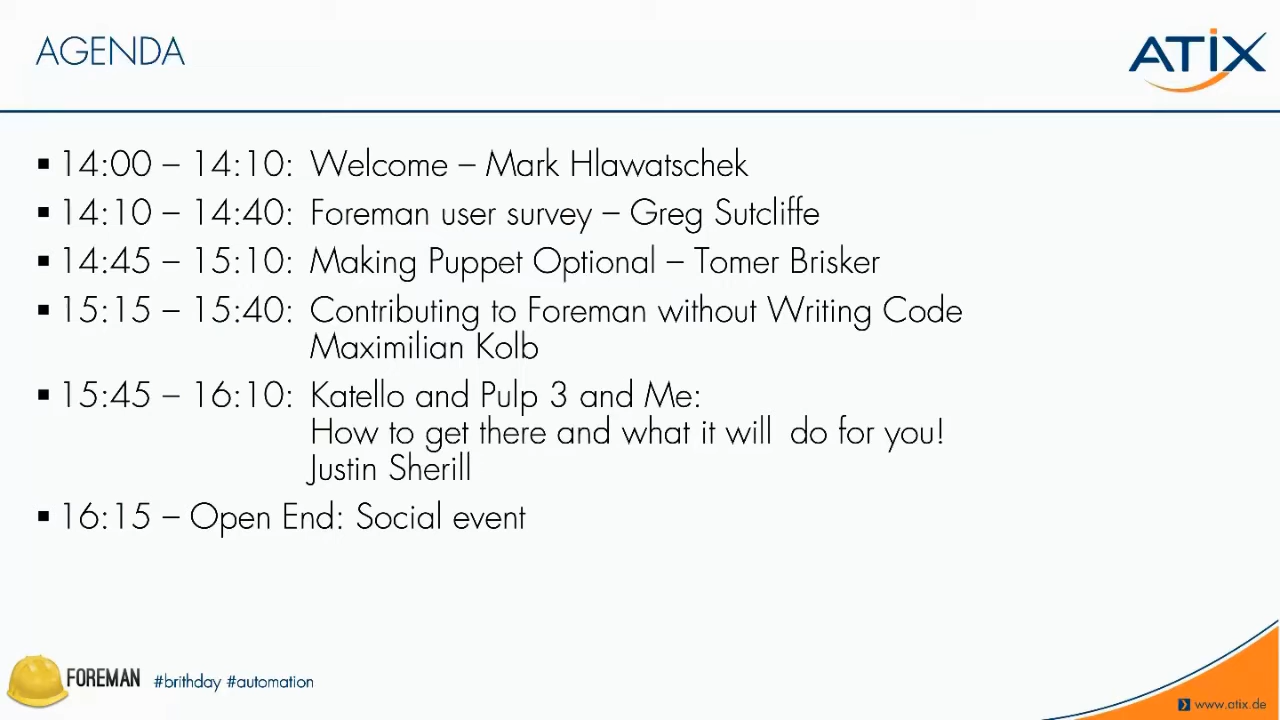 AGENDA
ATIX
▪ 14:00 – 14:10: Welcome – Mark Hlawatschek
▪ 14:10 – 14:40: Foreman user survey – Greg Sutcliffe
▪ 14:45 – 15:10: Making Puppet Optional – Tomer Brisker
▪ 15:15 – 15:40: Contributing to Foreman without Writing Code
Maximilian Kolb
▪ 15:45 – 16:10: Katello and Pulp 3 and Me:
How to get there and what it will do for you!
Justin Sherill
▪ 16:15 – Open End: Social event
FOREMAN #brithday #automation
www.atix.de